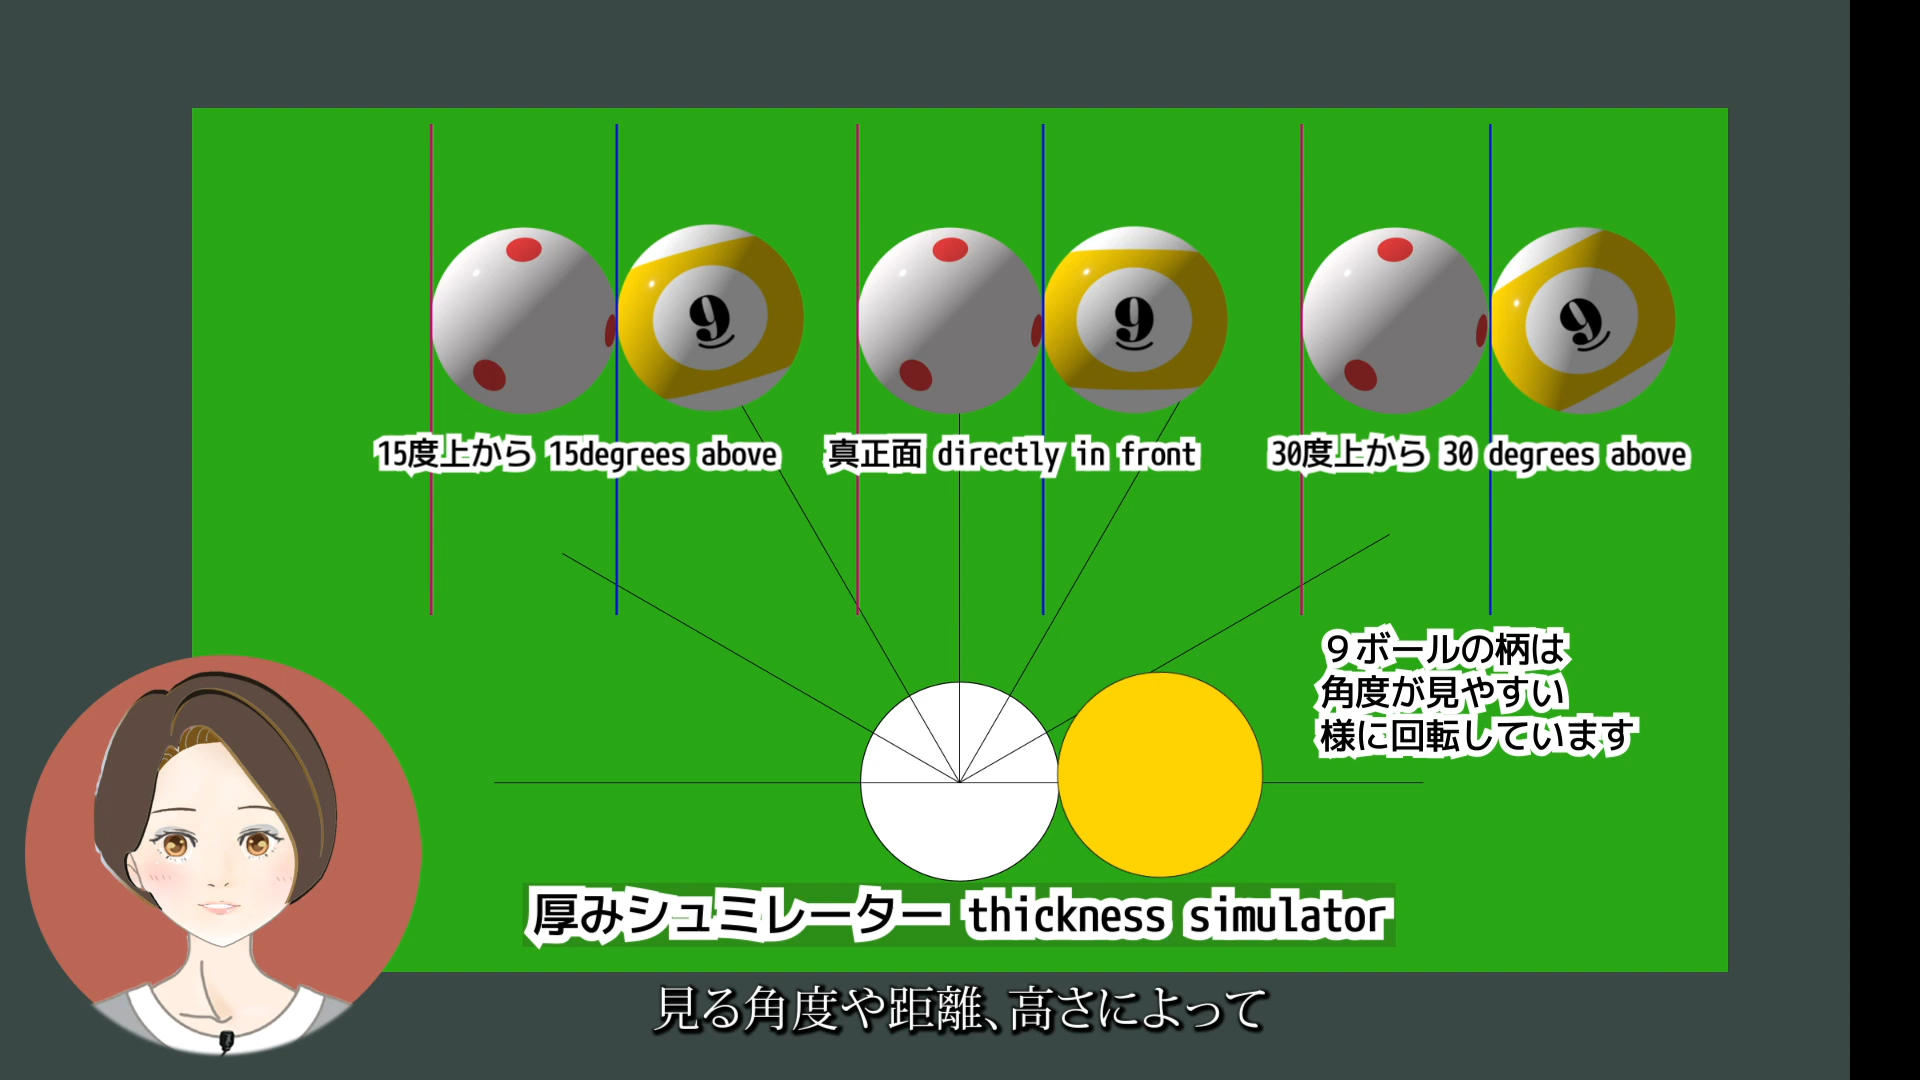 9 9 9
15度上から 15degrees above
真正面 directly in front
30度上から 30 degrees above
９ボールの柄は
角度が見やすい
様に回転しています
厚みシュミレーター thickness simulator
見る角度や距離、高さによって